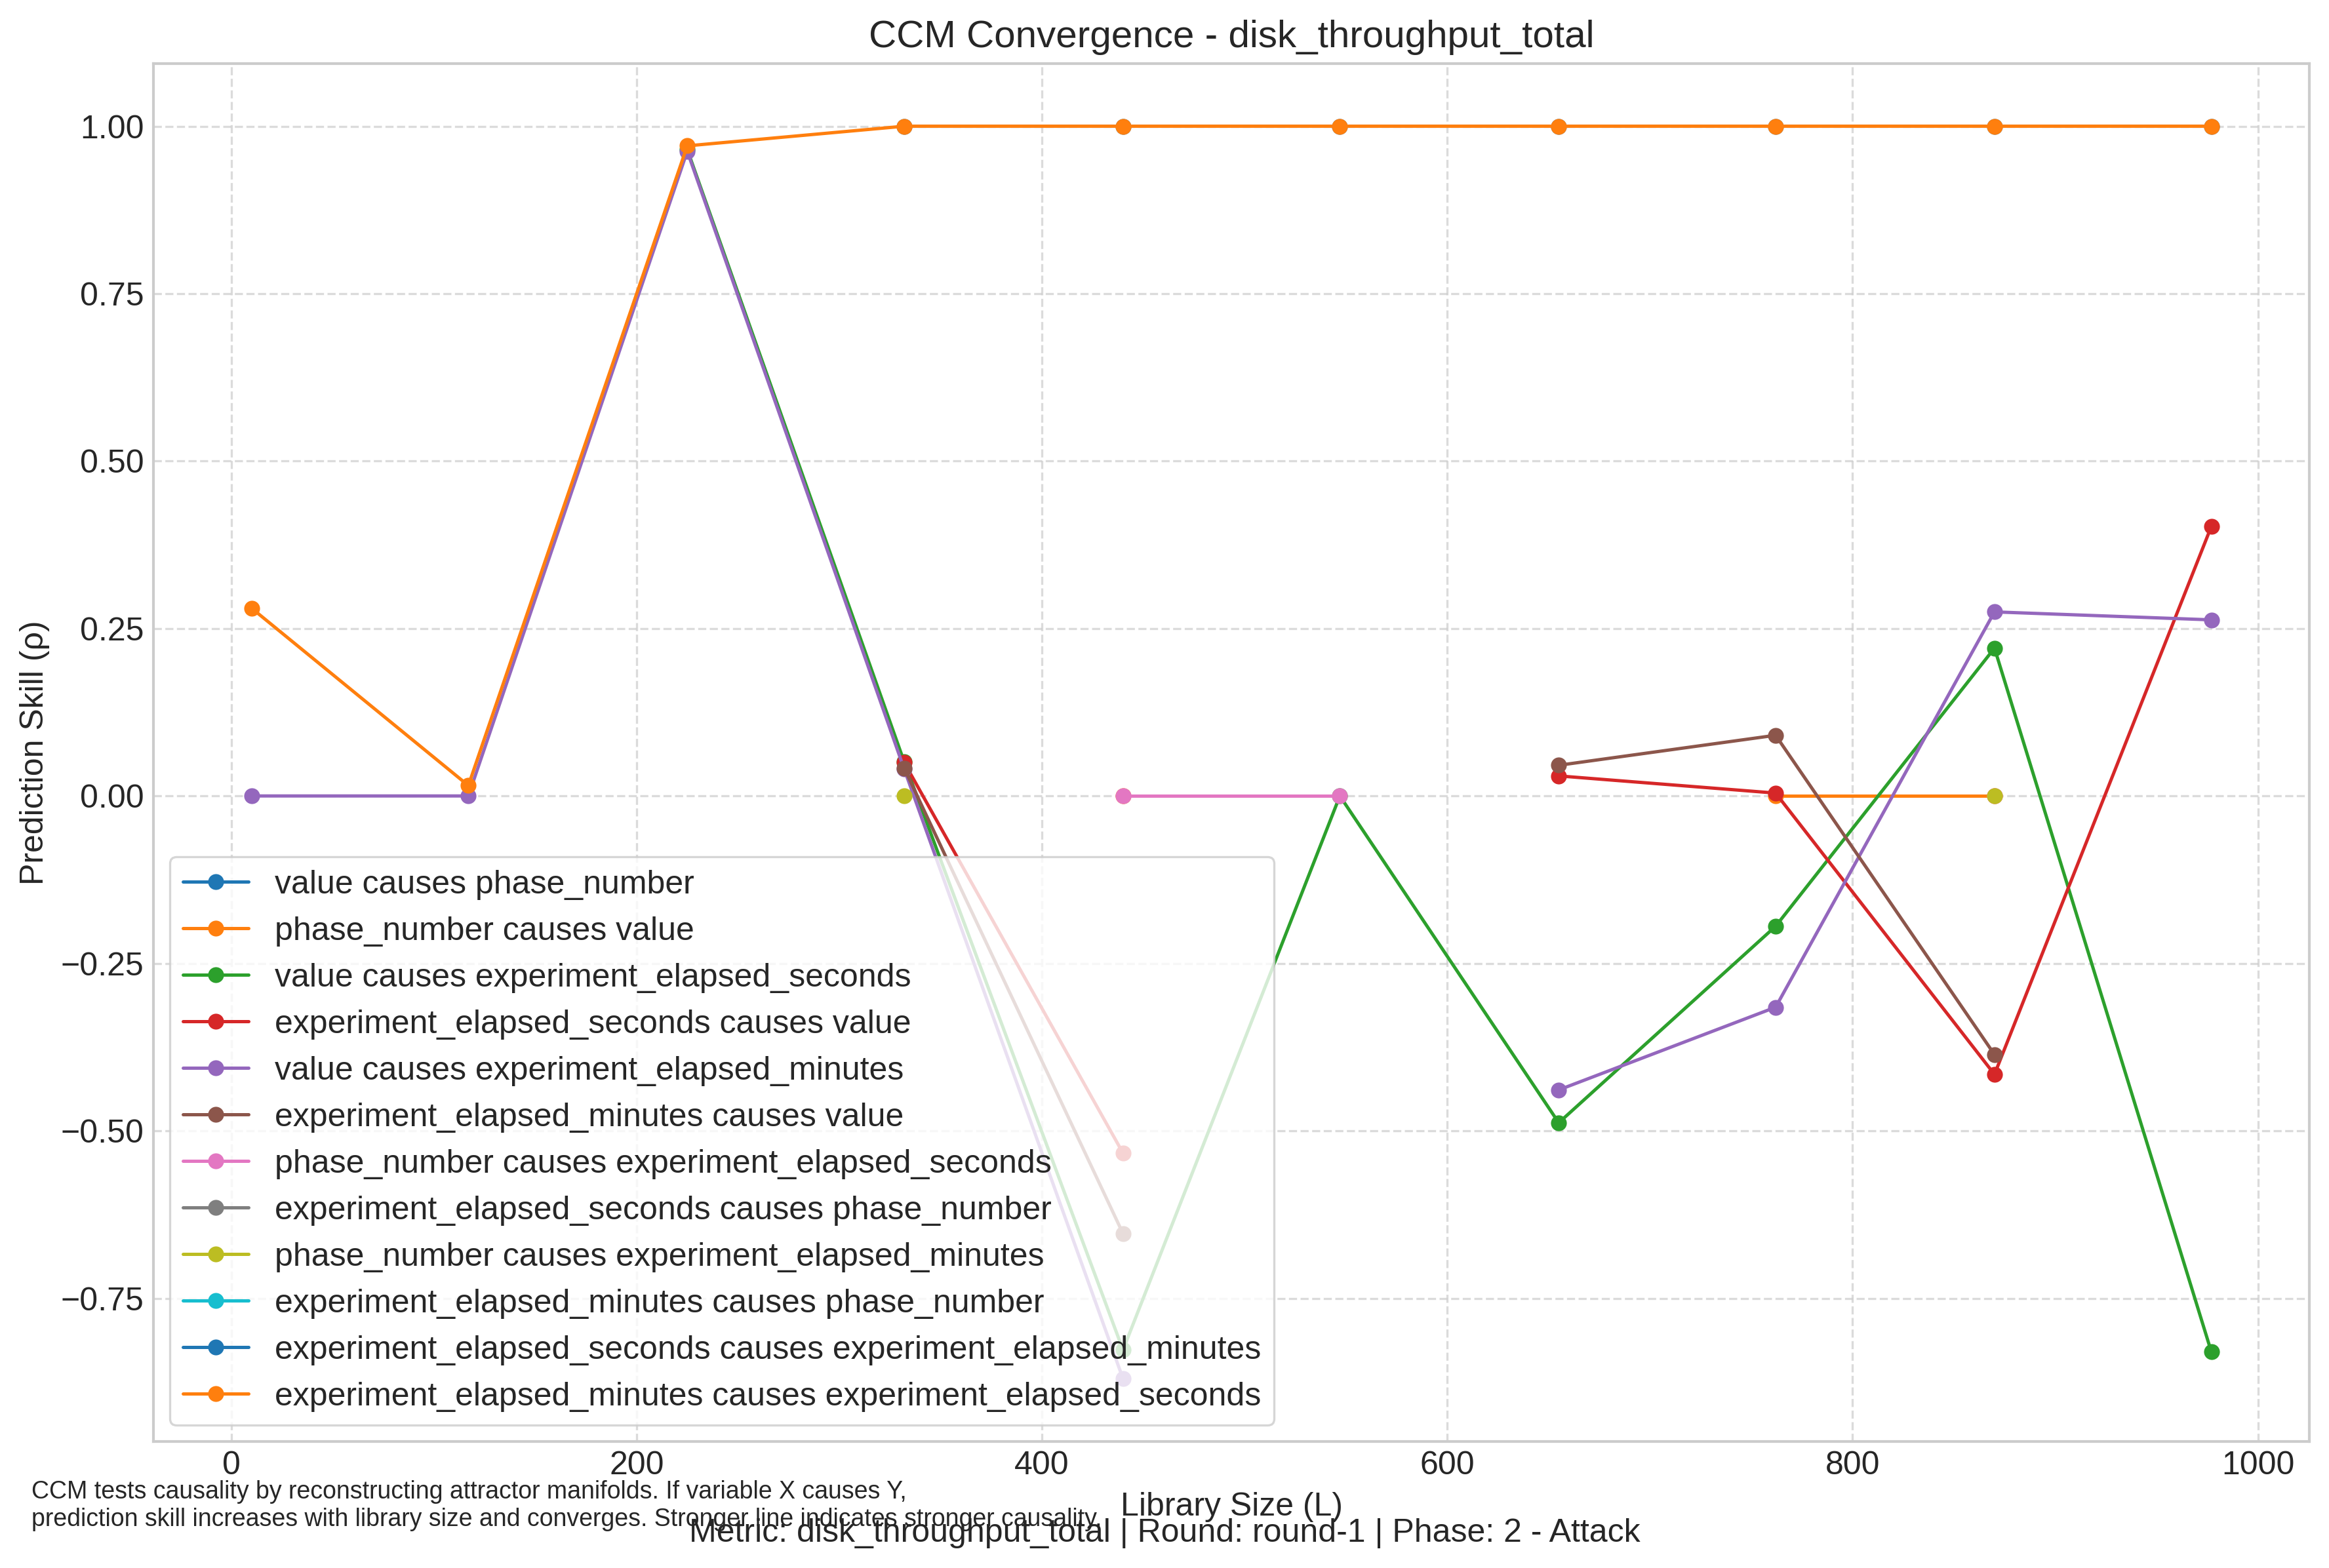 CCM Convergence - disk_throughput_total
Prediction Skill (ρ)
1.00
0.75
0.50
0.25
0.00
−0.25
−0.50
−0.75
value causes phase_number
phase_number causes value
value causes experiment_elapsed_seconds
experiment_elapsed_seconds causes value
value causes experiment_elapsed_minutes
experiment_elapsed_minutes causes value
phase_number causes experiment_elapsed_seconds
experiment_elapsed_seconds causes phase_number
phase_number causes experiment_elapsed_minutes
experiment_elapsed_minutes causes phase_number
experiment_elapsed_seconds causes experiment_elapsed_minutes
experiment_elapsed_minutes causes experiment_elapsed_seconds
0 200 400 600 800 1000
Library Size (L)
CCM tests causality by reconstructing attractor manifolds. If variable X causes Y,
prediction skill increases with library size and converges. Stronger line indicates stronger causality.
Metric: disk_throughput_total | Round: round-1 | Phase: 2 - Attack